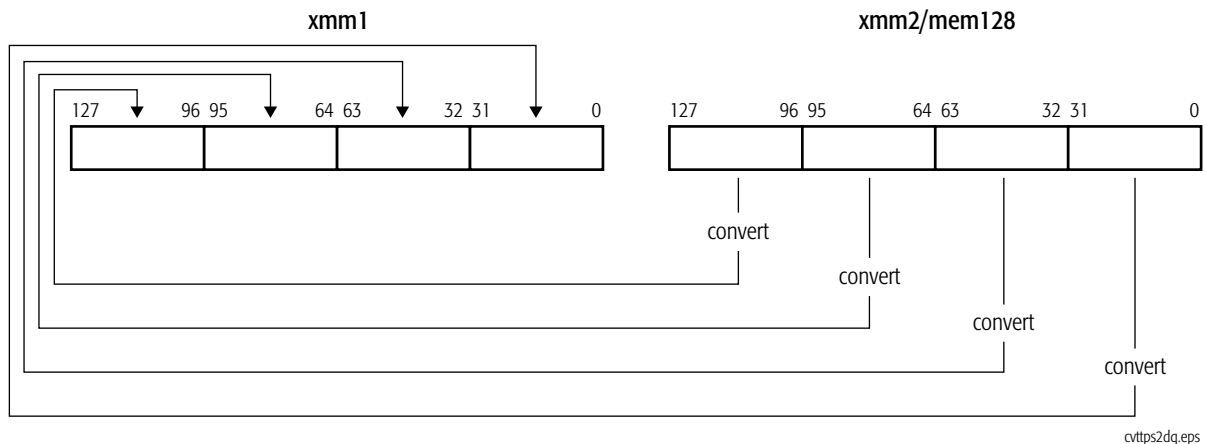 xmm1 xmm2/mem128
127 96 95 64 63 32 31 0 127 96 95 64 63 32 31 0
convert
convert
convert
convert
cvttps2dq.eps